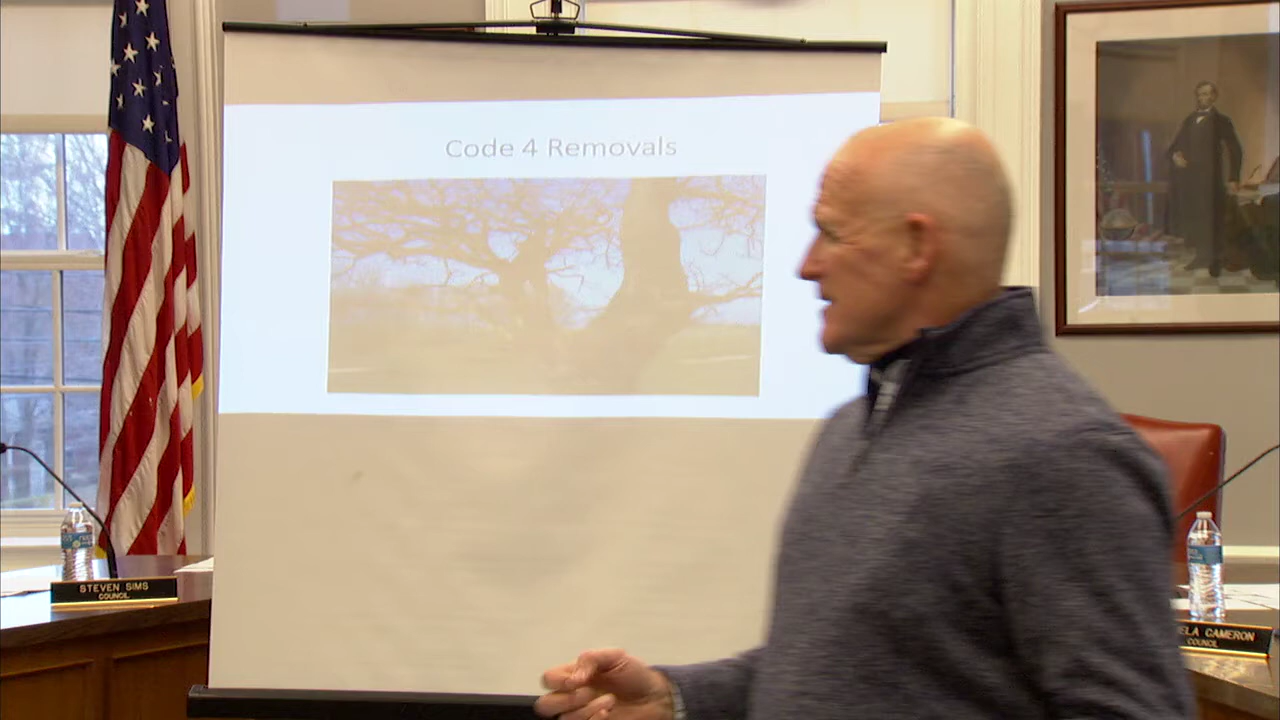 Code 4 Removals
STEVEN SIMS
COUNCIL
ELA CAMERON
COUNCIL